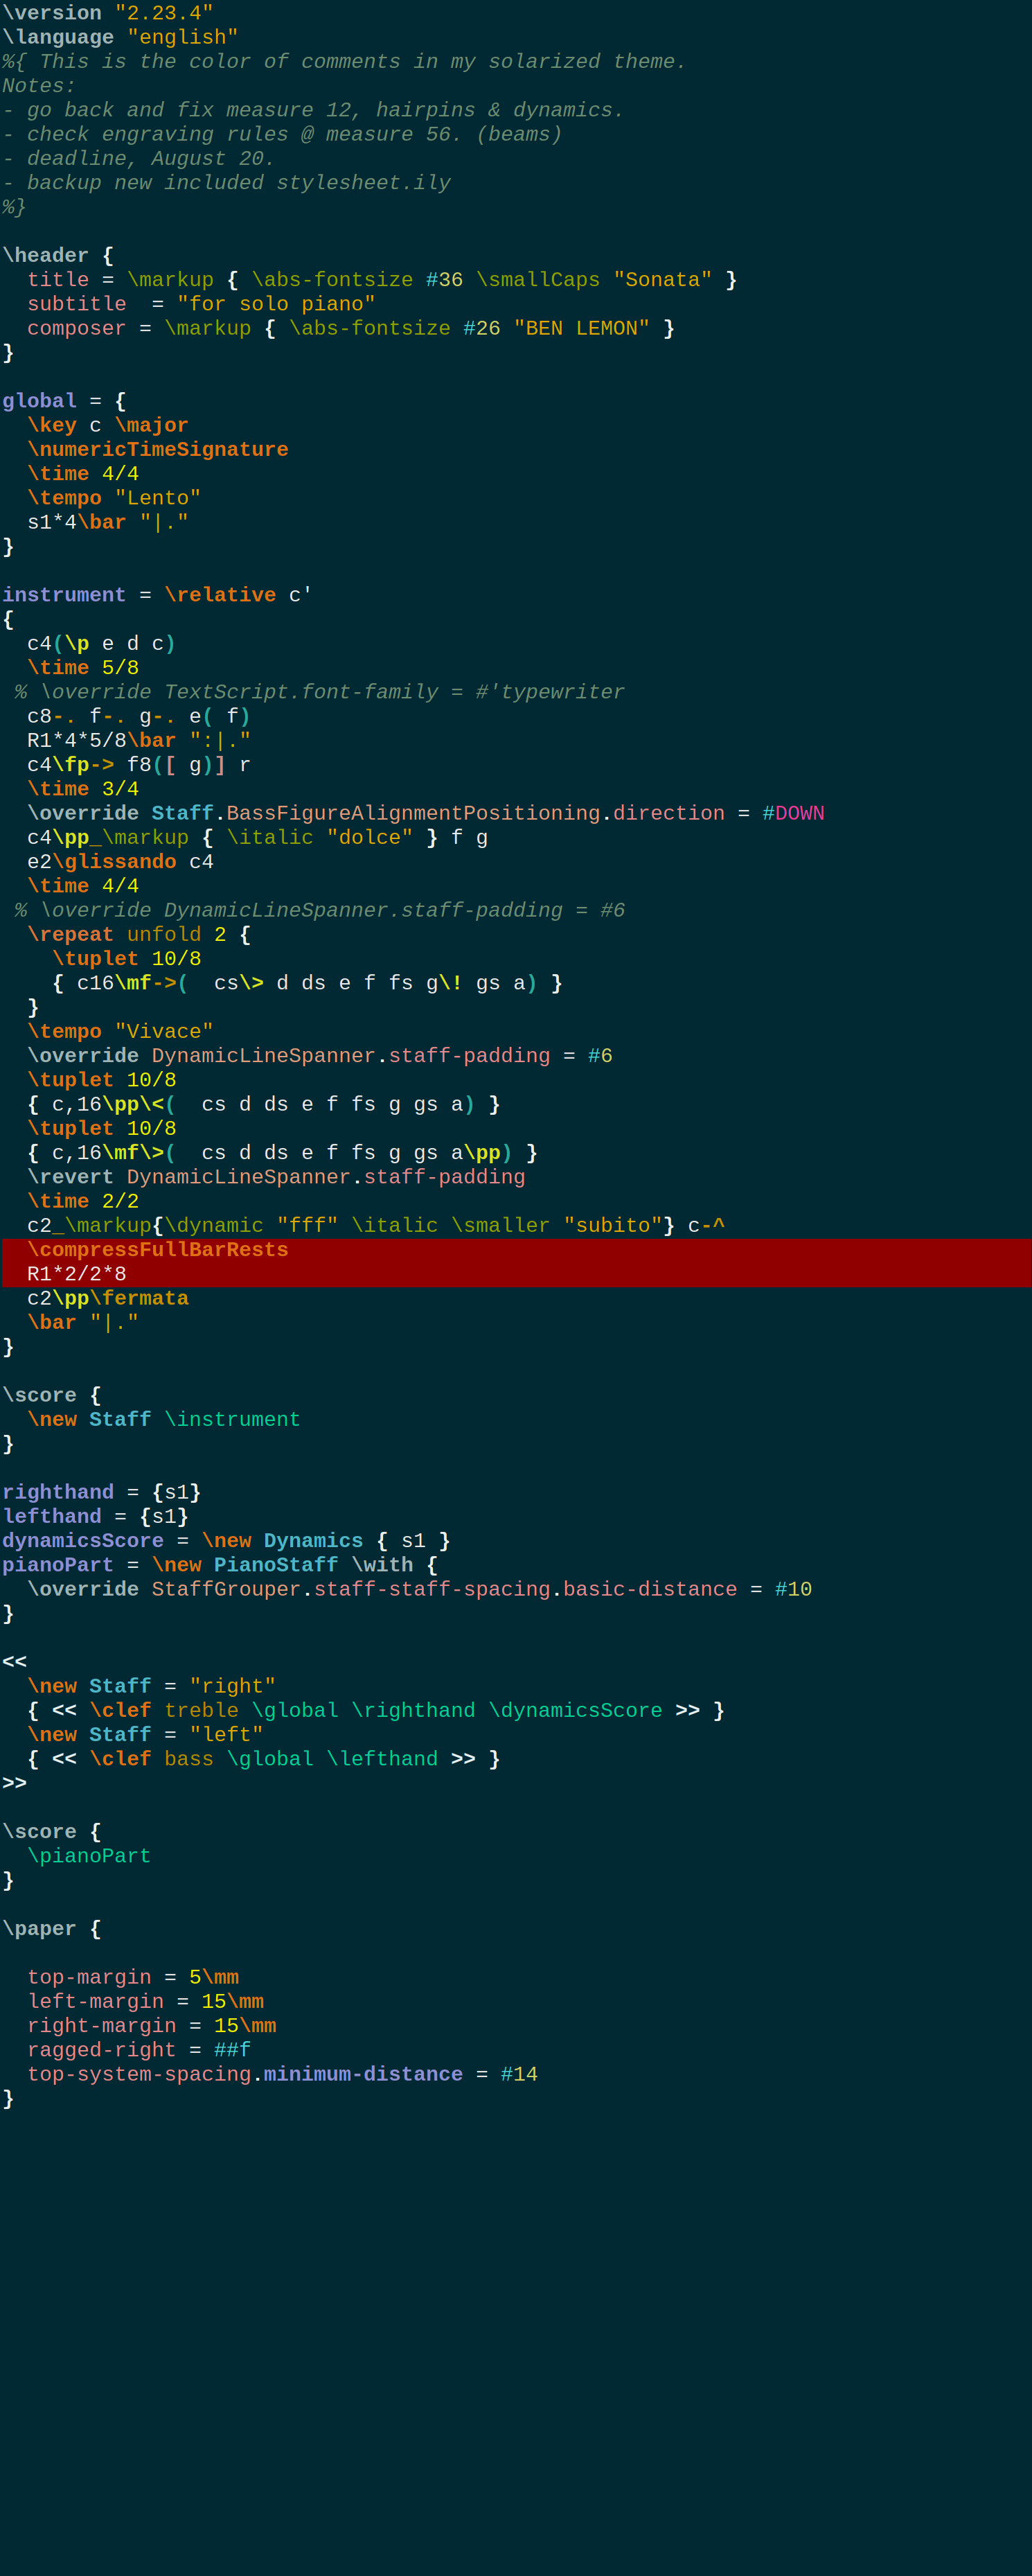 \version "2.23.4"
\language "english"
%{ This is the color of comments in my solarized theme.
Notes:
- go back and fix measure 12, hairpins & dynamics.
- check engraving rules @ measure 56. (beams)
- deadline, August 20.
- backup new included stylesheet.ily
%}

\header {
  title = \markup { \abs-fontsize #36 \smallCaps "Sonata" }
  subtitle  = "for solo piano"
  composer = \markup { \abs-fontsize #26 "BEN LEMON" }
}

global = {
  \key c \major
  \numericTimeSignature
  \time 4/4
  \tempo "Lento"
  s1*4\bar "|."
}

instrument = \relative c'
{
  c4(\p e d c)
  \time 5/8
 % \override TextScript.font-family = #'typewriter
  c8-. f-. g-. e( f)
  R1*4*5/8\bar ":|."
  c4\fp-> f8([ g)] r
  \time 3/4
  \override Staff.BassFigureAlignmentPositioning.direction = #DOWN
  c4\pp_\markup { \italic "dolce" } f g
  e2\glissando c4
  \time 4/4
 % \override DynamicLineSpanner.staff-padding = #6
  \repeat unfold 2 {
    \tuplet 10/8
    { c16\mf->(  cs\> d ds e f fs g\! gs a) }
  }
  \tempo "Vivace"
  \override DynamicLineSpanner.staff-padding = #6
  \tuplet 10/8
  { c,16\pp\<(  cs d ds e f fs g gs a) }
  \tuplet 10/8
  { c,16\mf\>(  cs d ds e f fs g gs a\pp) }
  \revert DynamicLineSpanner.staff-padding
  \time 2/2
  c2_\markup{\dynamic "fff" \italic \smaller "subito"} c-^
  \compressFullBarRests
  R1*2/2*8
  c2\pp\fermata
  \bar "|."
}

\score {
  \new Staff \instrument
}

righthand = {s1}
lefthand = {s1}
dynamicsScore = \new Dynamics { s1 }
pianoPart = \new PianoStaff \with {
  \override StaffGrouper.staff-staff-spacing.basic-distance = #10
}

<<
  \new Staff = "right"
  { << \clef treble \global \righthand \dynamicsScore >> }
  \new Staff = "left"
  { << \clef bass \global \lefthand >> }
>>

\score {
  \pianoPart
}

\paper {

  top-margin = 5\mm
  left-margin = 15\mm
  right-margin = 15\mm
  ragged-right = ##f
  top-system-spacing.minimum-distance = #14
}